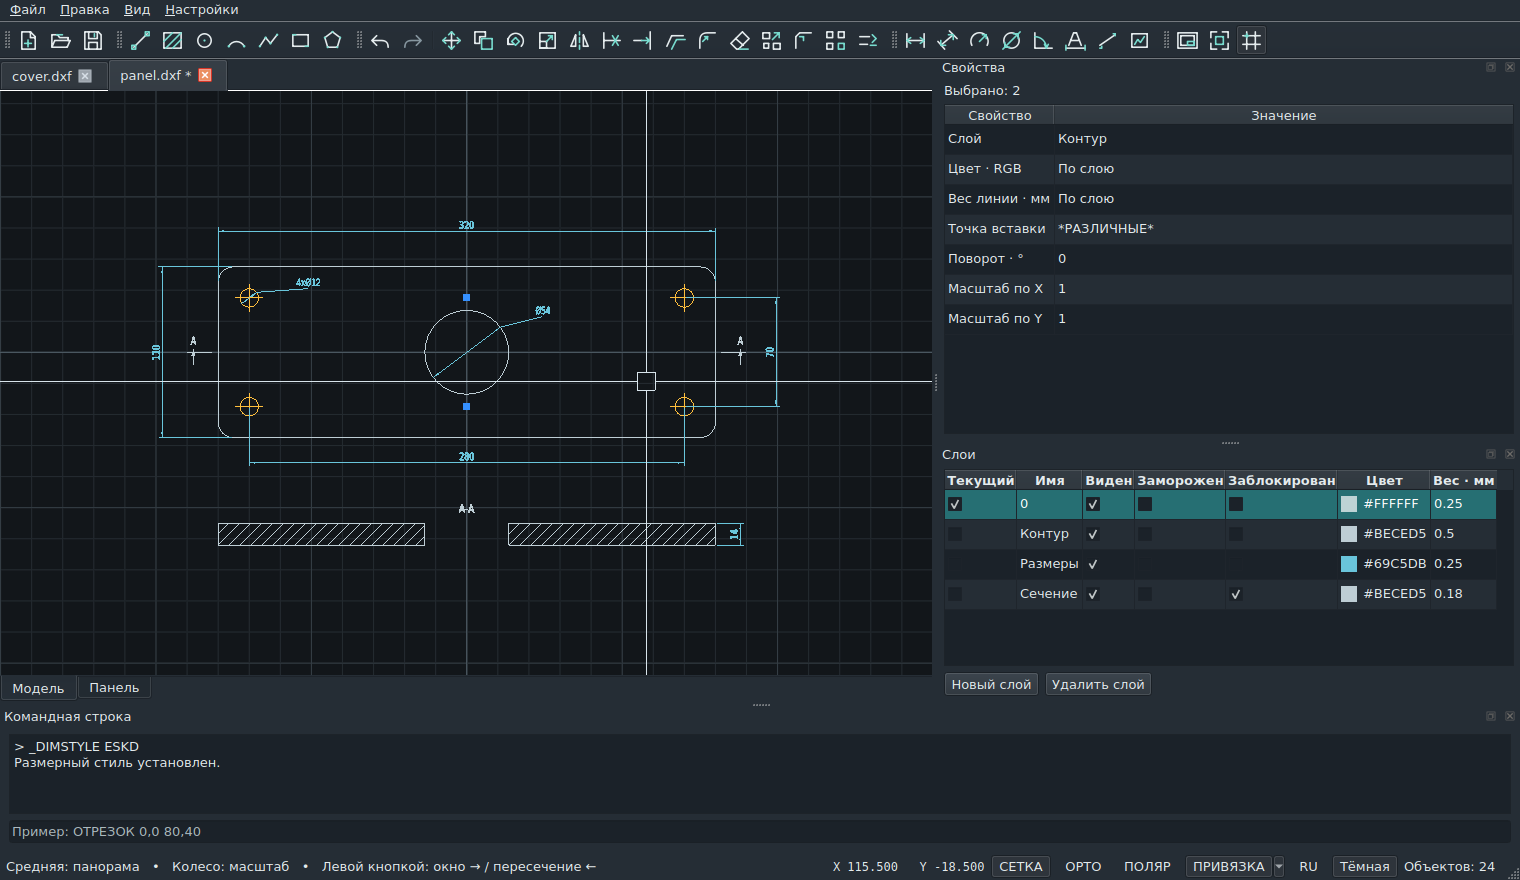 Файл Правка Вид Настройки
cover.dxf panel.dxf *
320
4xØ12
Ø54
A A
110
70
280
A-A
14
Модель Панель
Свойства
Выбрано: 2
Свойство Значение
Слой Контур
Цвет · RGB По слою
Вес линии · мм По слою
Точка вставки *РАЗЛИЧНЫЕ*
Поворот · ° 0
Масштаб по X 1
Масштаб по Y 1
Слои
Текущий Имя Виден Заморожен Заблокирован Цвет Вес · мм
0 #FFFFFF 0.25
Контур #BECED5 0.5
Размеры #69C5DB 0.25
Сечение #BECED5 0.18
Новый слой Удалить слой
Командная строка
> _DIMSTYLE ESKD
Размерный стиль установлен.
Пример: ОТРЕЗОК 0,0 80,40
Средняя: панорама • Колесо: масштаб • Левой кнопкой: окно → / пересечение ← X 115.500 Y -18.500 СЕТКА ОРТО ПОЛЯР ПРИВЯЗКА RU Тёмная Объектов: 24